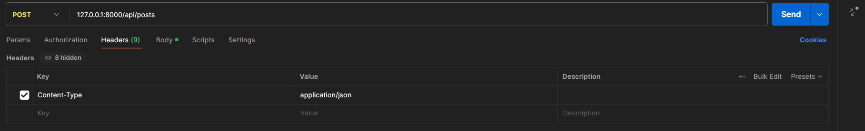 POST 127.0.0.1:8000/api/posts Send
Params Authorization Headers (9) Body Scripts Settings Cookies
Headers 8 hidden
Key Value Description Bulk Edit Presets
Content-Type application/json
Key Value Description